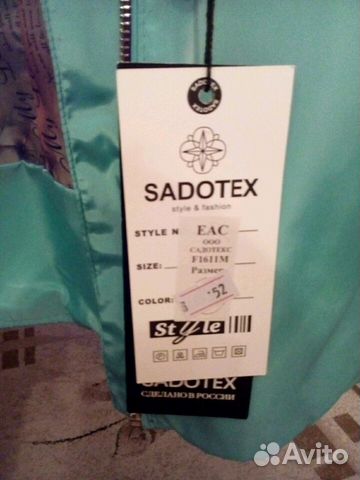 SADOTEX
style & fashion
STYLE N
EAC
ООО
САДОТЕКС
F1611M
SIZE:
Размер
52
COLOR:
Style
SADOTEX
СДЕЛАНО В РОССИИ
Avito